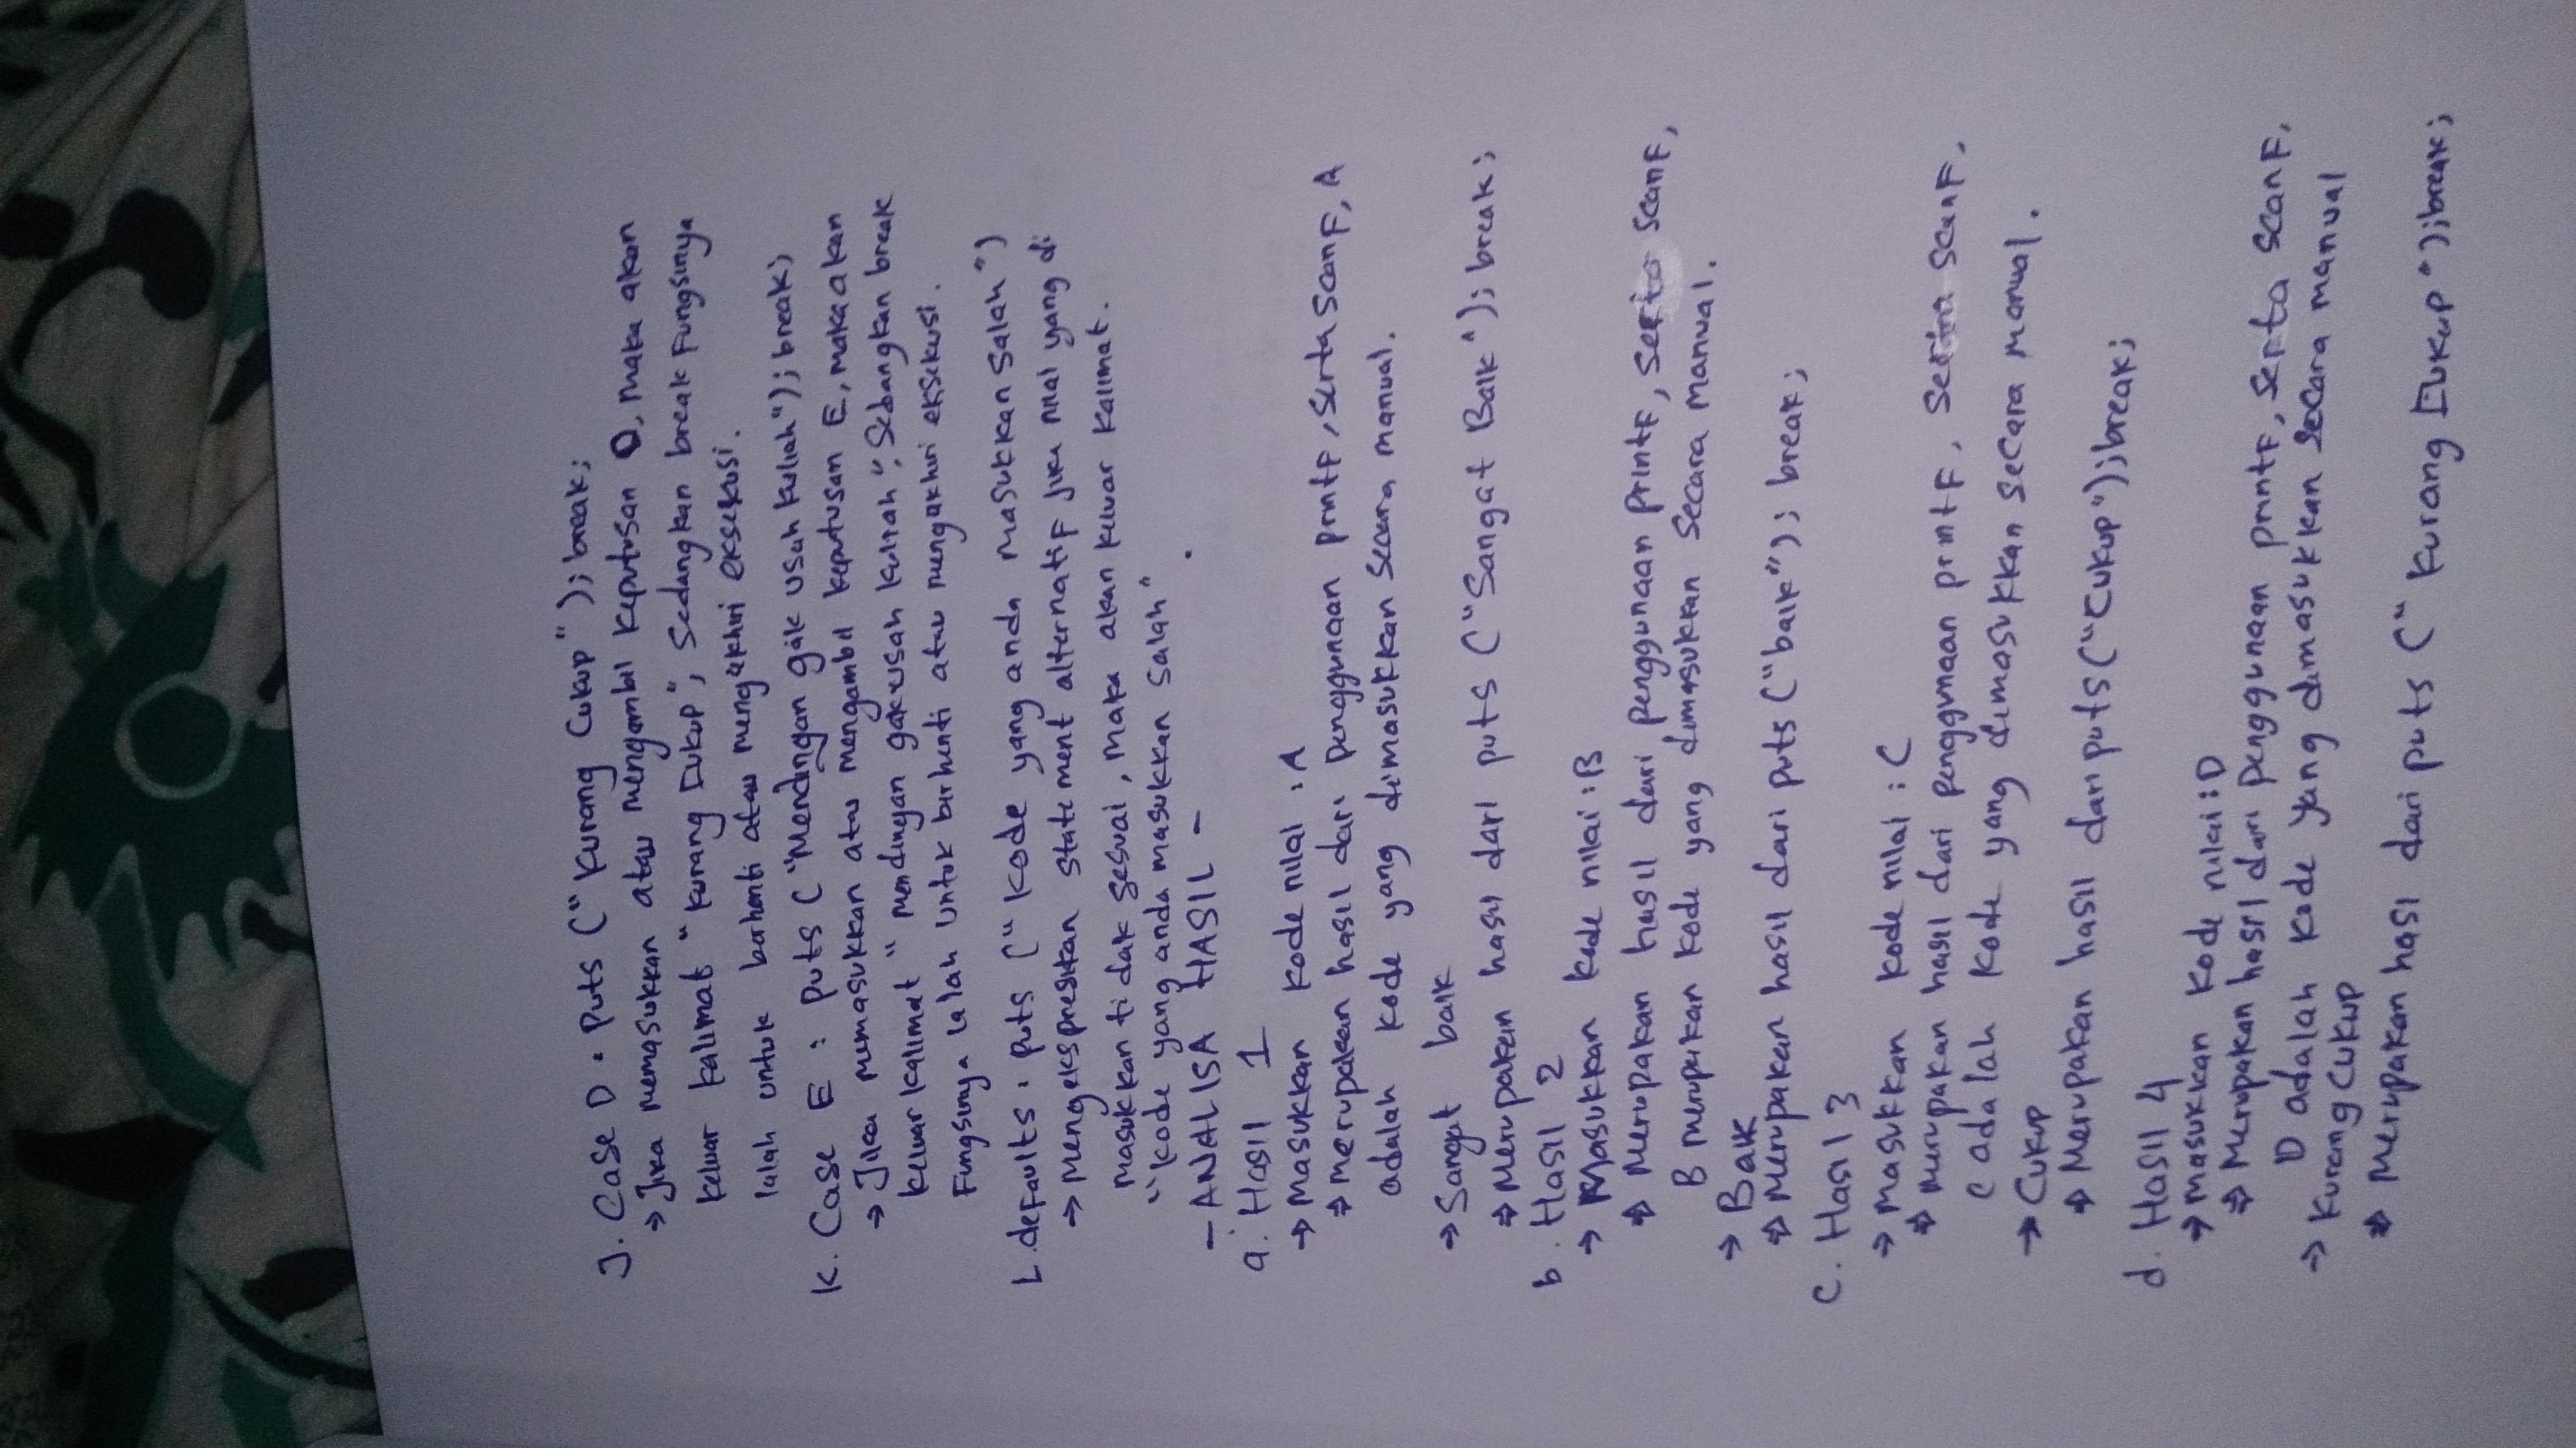 J. Case D : Puts ("Kurang Cukup"); break;
→ Jika memasukkan atau mengambil keputusan D, maka akan
keluar kalimat "Kurang Cukup", Sedangkan break Fungsinya
ialah untuk berhenti atau mengakhiri eksekusi.
K. Case E : puts ("Mendingan gak usah kuliah"); break;
→ Jika memasukkan atau mengambil keputusan E, maka akan
keluar kalimat "mendingan gak usah kuliah", Sebangkan break
Fungsinya ialah untuk berhenti atau mengakhiri eksekusi.
L. defaults : puts ("Kode yang anda masukkan salah")
→ Mengekspresikan statement alternatif jika nilai yang di
masukkan tidak sesuai, maka akan keluar kalimat.
"kode yang anda masukkan salah"
- ANALISA HASIL -
a. Hasil 1
→ Masukkan kode nilai : A
⇒ merupakan hasil dari penggunaan printf, serta scanf, A
adalah kode yang dimasukkan secara manual.
→ Sangat baik
⇒ Merupakan hasil dari puts ("Sangat Baik"); break;
b. Hasil 2
→ Masukkan kode nilai : B
⇒ Merupakan hasil dari penggunaan printf, serta scanf,
B merupakan kode yang dimasukkan secara manual.
→ Baik
⇒ Merupakan hasil dari puts ("baik"); break;
C. Hasil 3
→ Masukkan kode nilai : C
⇒ Merupakan hasil dari penggunaan printf, serta scanf,
C adalah kode yang dimasukkan secara manual.
→ Cukup
⇒ Merupakan hasil dari puts ("Cukup"); break;
d. Hasil 4
→ masukkan kode nilai : D
⇒ Merupakan hasil dari penggunaan printf, serta scanf,
D adalah kode yang dimasukkan secara manual
→ Kurang Cukup
⇒ Merupakan hasi dari puts ("Kurang Cukup"); break;